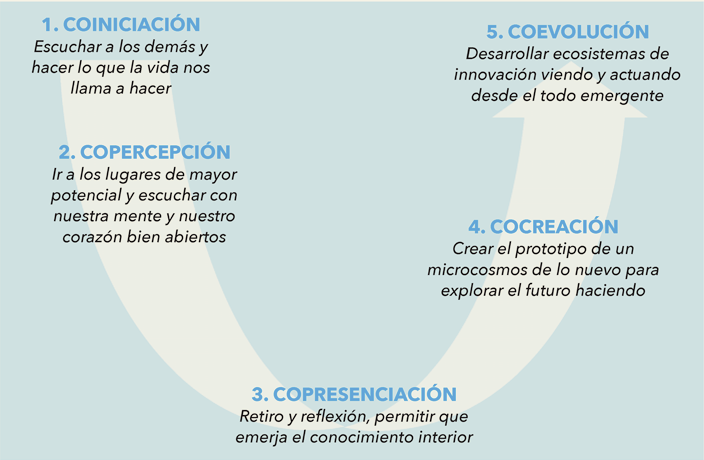 1. COINICIACIÓN
Escuchar a los demás y
hacer lo que la vida nos
llama a hacer
2. COPERCEPCIÓN
Ir a los lugares de mayor
potencial y escuchar con
nuestra mente y nuestro
corazón bien abiertos
3. COPRESENCIACIÓN
Retiro y reflexión, permitir que
emerja el conocimiento interior
4. COCREACIÓN
Crear el prototipo de un
microcosmos de lo nuevo para
explorar el futuro haciendo
5. COEVOLUCIÓN
Desarrollar ecosistemas de
innovación viendo y actuando
desde el todo emergente